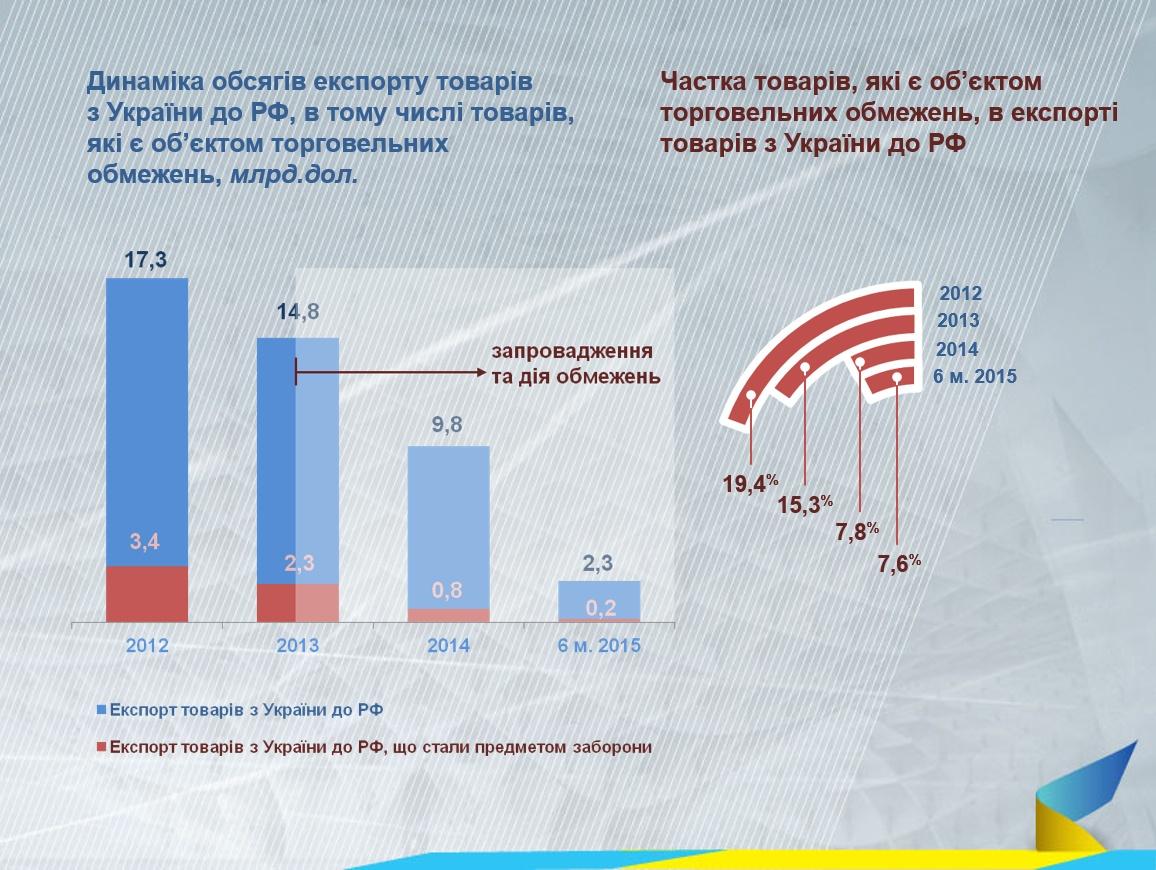 Динаміка обсягів експорту товарів
з України до РФ, в тому числі товарів,
які є об’єктом торговельних
обмежень, млрд.дол.
Частка товарів, які є об’єктом
торговельних обмежень, в експорті
товарів з України до РФ
17,3
14,8
9,8
2,3
3,4
2,3
0,8
0,2
запровадження
та дія обмежень
2012
2013
2014
6 м. 2015
Експорт товарів з України до РФ
Експорт товарів з України до РФ, що стали предметом заборони
2012
2013
2014
6 м. 2015
19,4%
15,3%
7,8%
7,6%